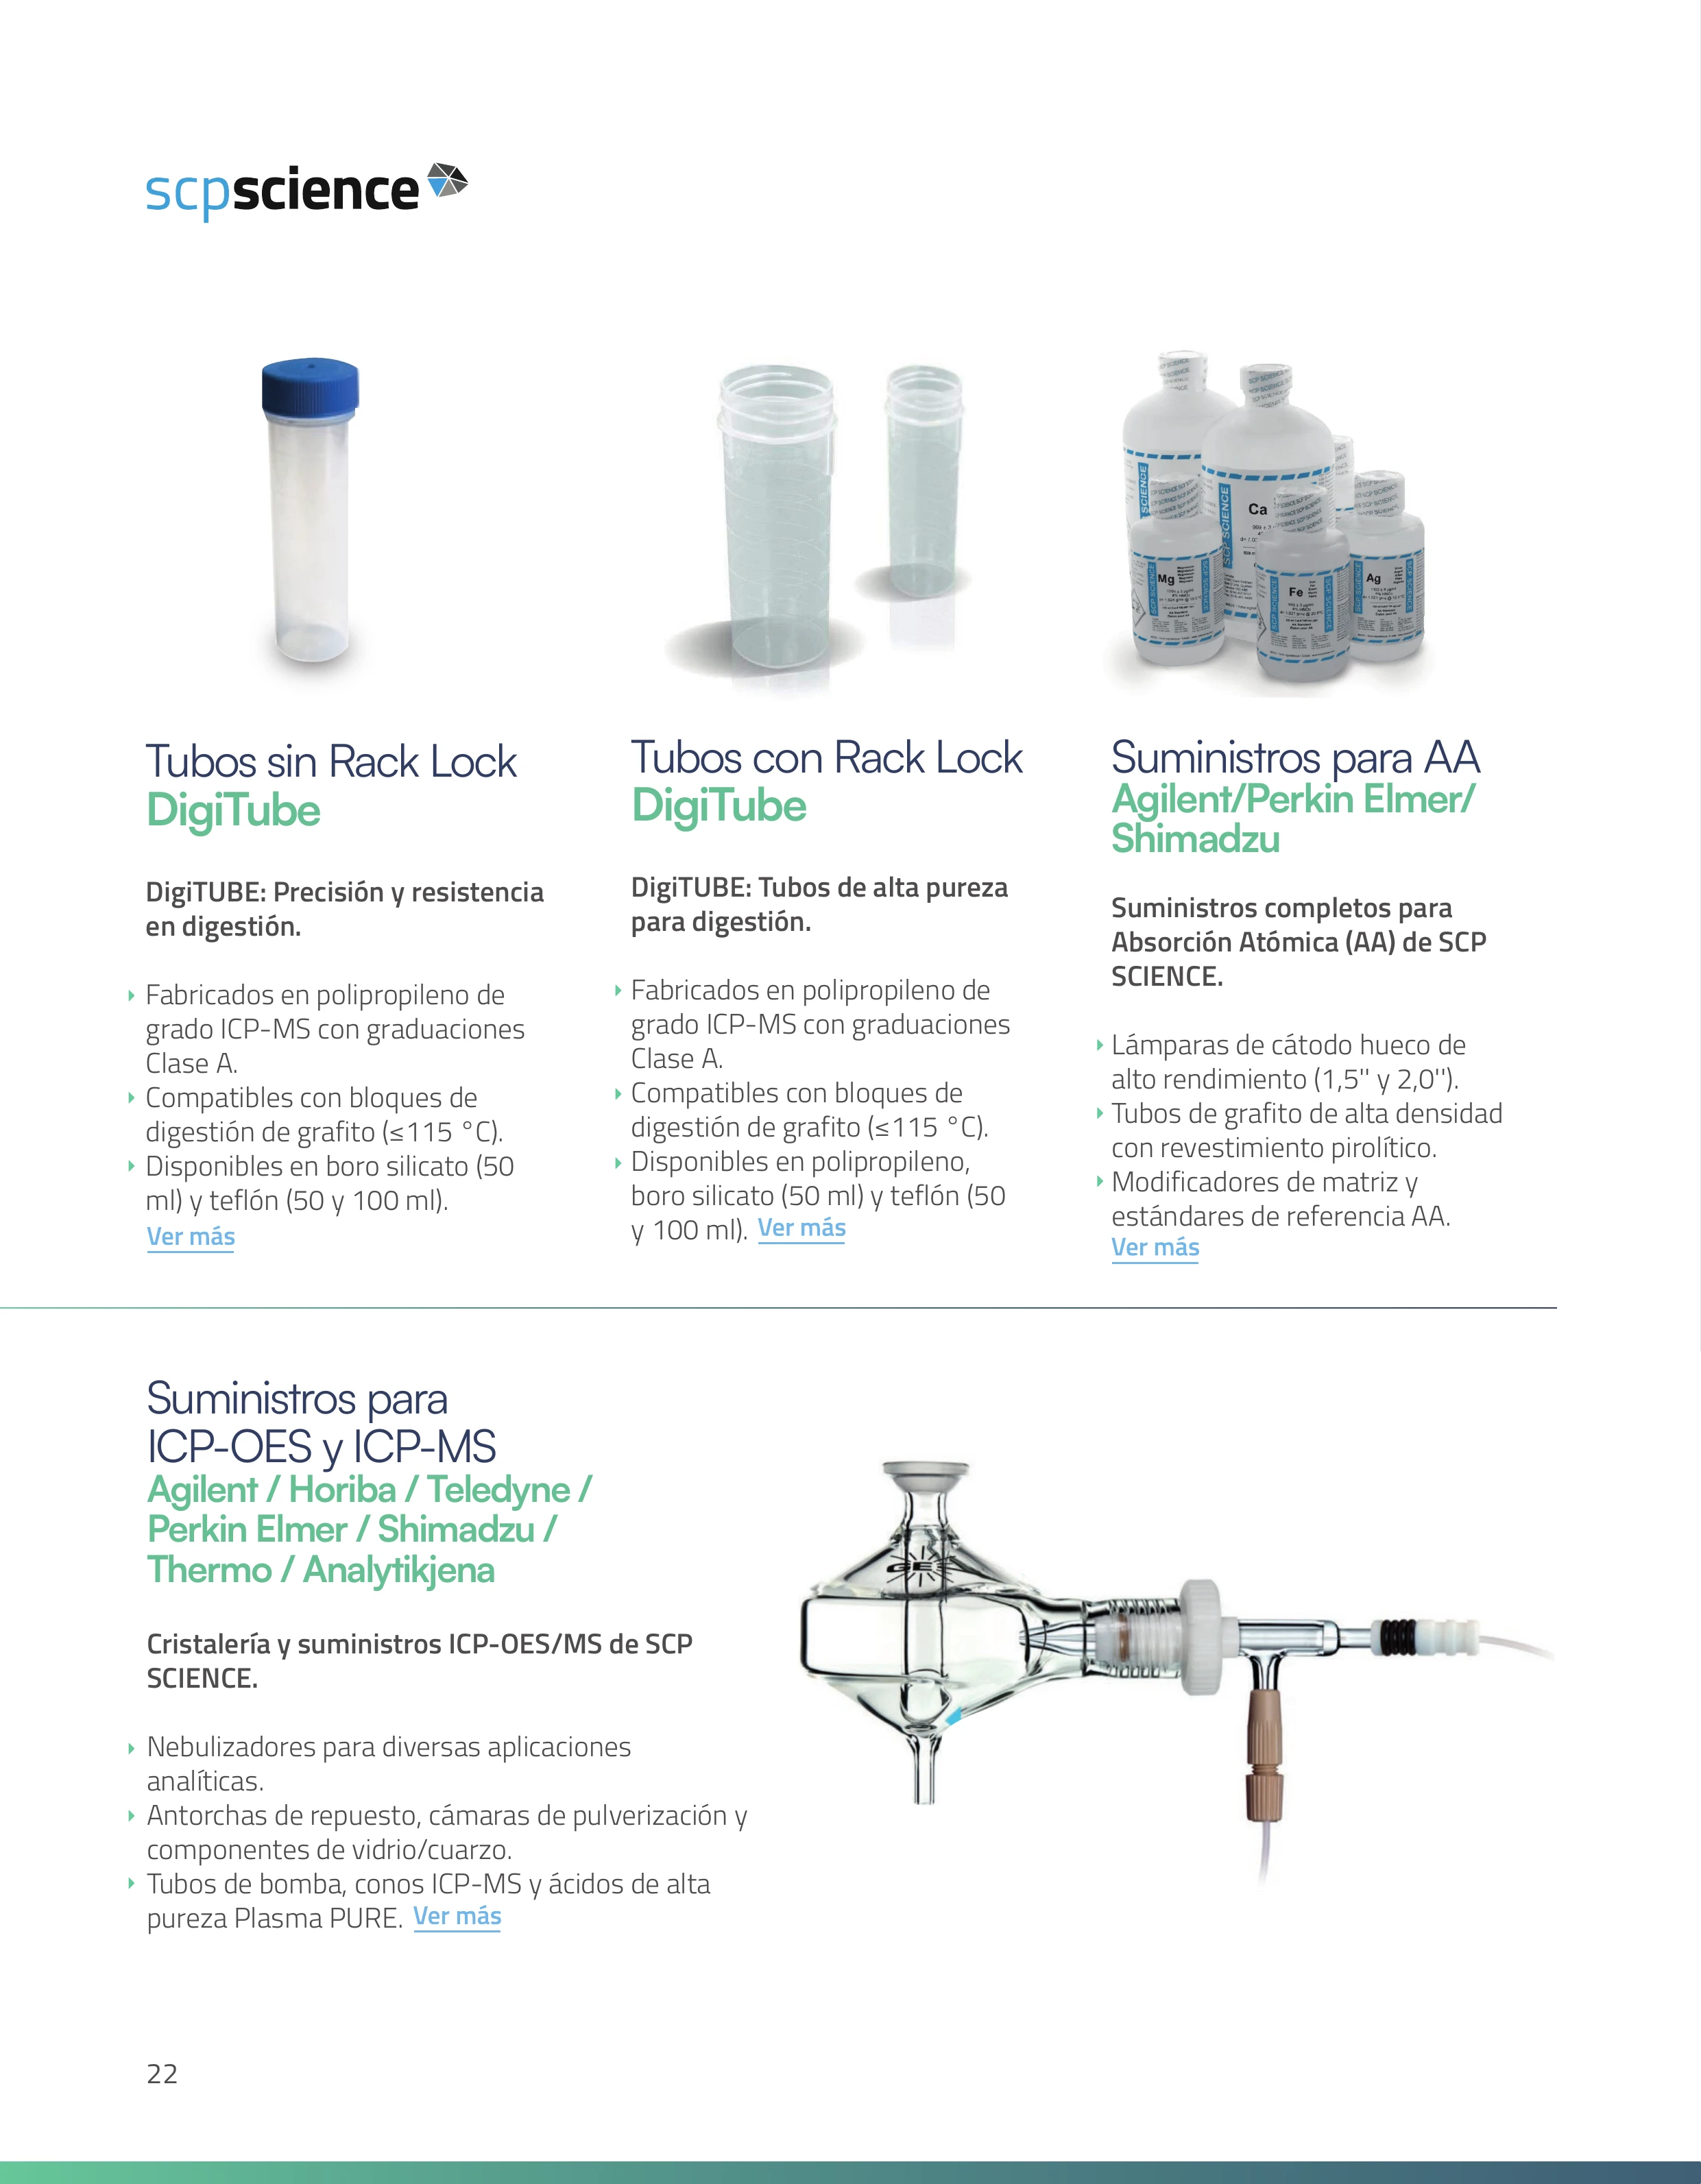 scpscience
SCP SCIENCE
Ca
Mg
Fe
Ag
Tubos sin Rack Lock
DigiTube
DigiTUBE: Precisión y resistencia
en digestión.
Fabricados en polipropileno de
grado ICP-MS con graduaciones
Clase A.
Compatibles con bloques de
digestión de grafito (≤115 °C).
Disponibles en boro silicato (50
ml) y teflón (50 y 100 ml).
Ver más
Tubos con Rack Lock
DigiTube
DigiTUBE: Tubos de alta pureza
para digestión.
Fabricados en polipropileno de
grado ICP-MS con graduaciones
Clase A.
Compatibles con bloques de
digestión de grafito (≤115 °C).
Disponibles en polipropileno,
boro silicato (50 ml) y teflón (50
y 100 ml). Ver más
Suministros para AA
Agilent/Perkin Elmer/
Shimadzu
Suministros completos para
Absorción Atómica (AA) de SCP
SCIENCE.
Lámparas de cátodo hueco de
alto rendimiento (1,5'' y 2,0'').
Tubos de grafito de alta densidad
con revestimiento pirolítico.
Modificadores de matriz y
estándares de referencia AA.
Ver más
Suministros para
ICP-OES y ICP-MS
Agilent / Horiba / Teledyne /
Perkin Elmer / Shimadzu /
Thermo / Analytikjena
Cristalería y suministros ICP-OES/MS de SCP
SCIENCE.
Nebulizadores para diversas aplicaciones
analíticas.
Antorchas de repuesto, cámaras de pulverización y
componentes de vidrio/cuarzo.
Tubos de bomba, conos ICP-MS y ácidos de alta
pureza Plasma PURE. Ver más
GE
22